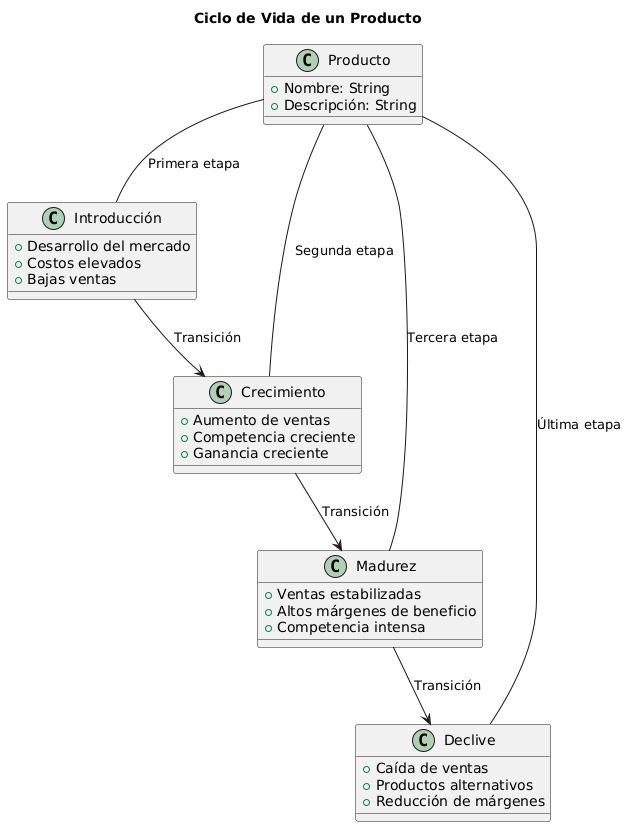 Ciclo de Vida de un Producto
C Producto
Nombre: String
Descripción: String
Primera etapa
C Introducción
Desarrollo del mercado
Costos elevados
Bajas ventas
Segunda etapa
Tercera etapa
Transición
C Crecimiento
Aumento de ventas
Competencia creciente
Ganancia creciente
Última etapa
Transición
C Madurez
Ventas estabilizadas
Altos márgenes de beneficio
Competencia intensa
Transición
C Declive
Caída de ventas
Productos alternativos
Reducción de márgenes